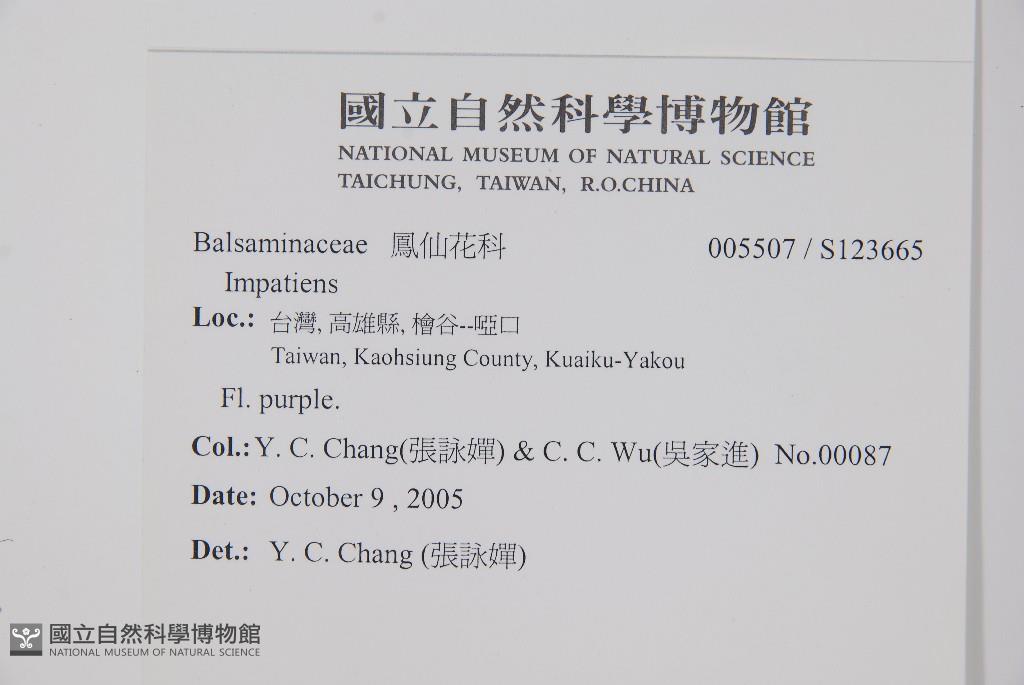 國立自然科學博物館
NATIONAL MUSEUM OF NATURAL SCIENCE
TAICHUNG, TAIWAN, R.O.CHINA
Balsaminaceae 鳳仙花科 005507 / S123665
Impatiens
Loc.: 台灣, 高雄縣, 檜谷--啞口
Taiwan, Kaohsiung County, Kuaiku-Yakou
Fl. purple.
Col.: Y. C. Chang(張詠嬋) & C. C. Wu(吳家進) No.00087
Date: October 9 , 2005
Det.: Y. C. Chang (張詠嬋)
國立自然科學博物館
NATIONAL MUSEUM OF NATURAL SCIENCE